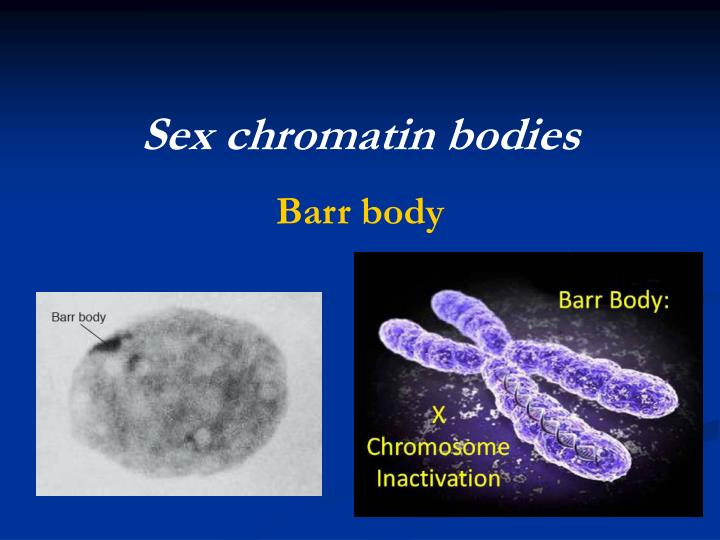 Sex chromatin bodies
Barr body
Barr body
Barr Body:
X
Chromosome
Inactivation